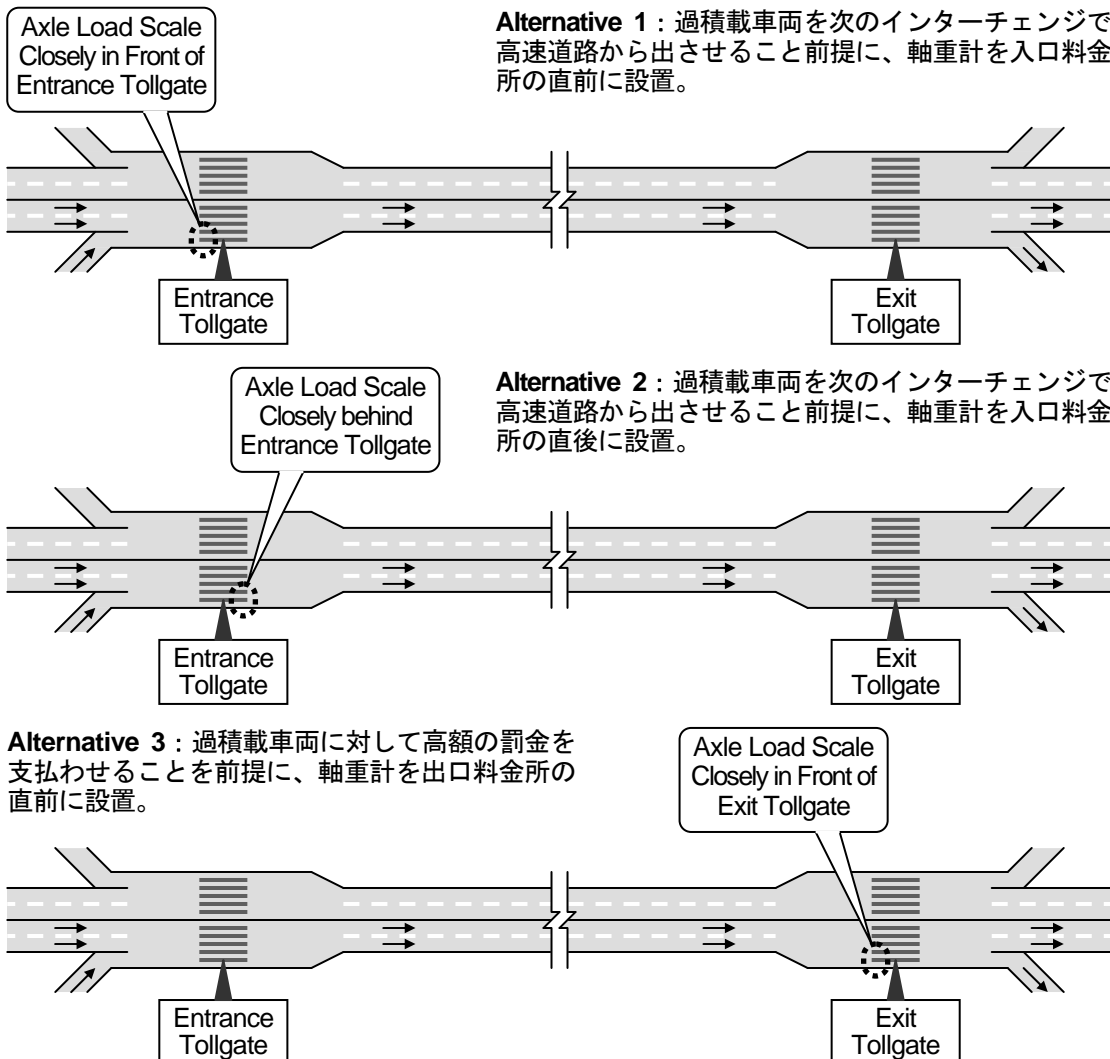 Axle Load Scale
Closely in Front of
Entrance Tollgate
Alternative 1：過積載車両を次のインターチェンジで
高速道路から出させること前提に、軸重計を入口料金
所の直前に設置。
Entrance
Tollgate
Exit
Tollgate
Axle Load Scale
Closely behind
Entrance Tollgate
Alternative 2：過積載車両を次のインターチェンジで
高速道路から出させること前提に、軸重計を入口料金
所の直後に設置。
Entrance
Tollgate
Exit
Tollgate
Alternative 3：過積載車両に対して高額の罰金を
支払わせることを前提に、軸重計を出口料金所の
直前に設置。
Axle Load Scale
Closely in Front of
Exit Tollgate
Entrance
Tollgate
Exit
Tollgate